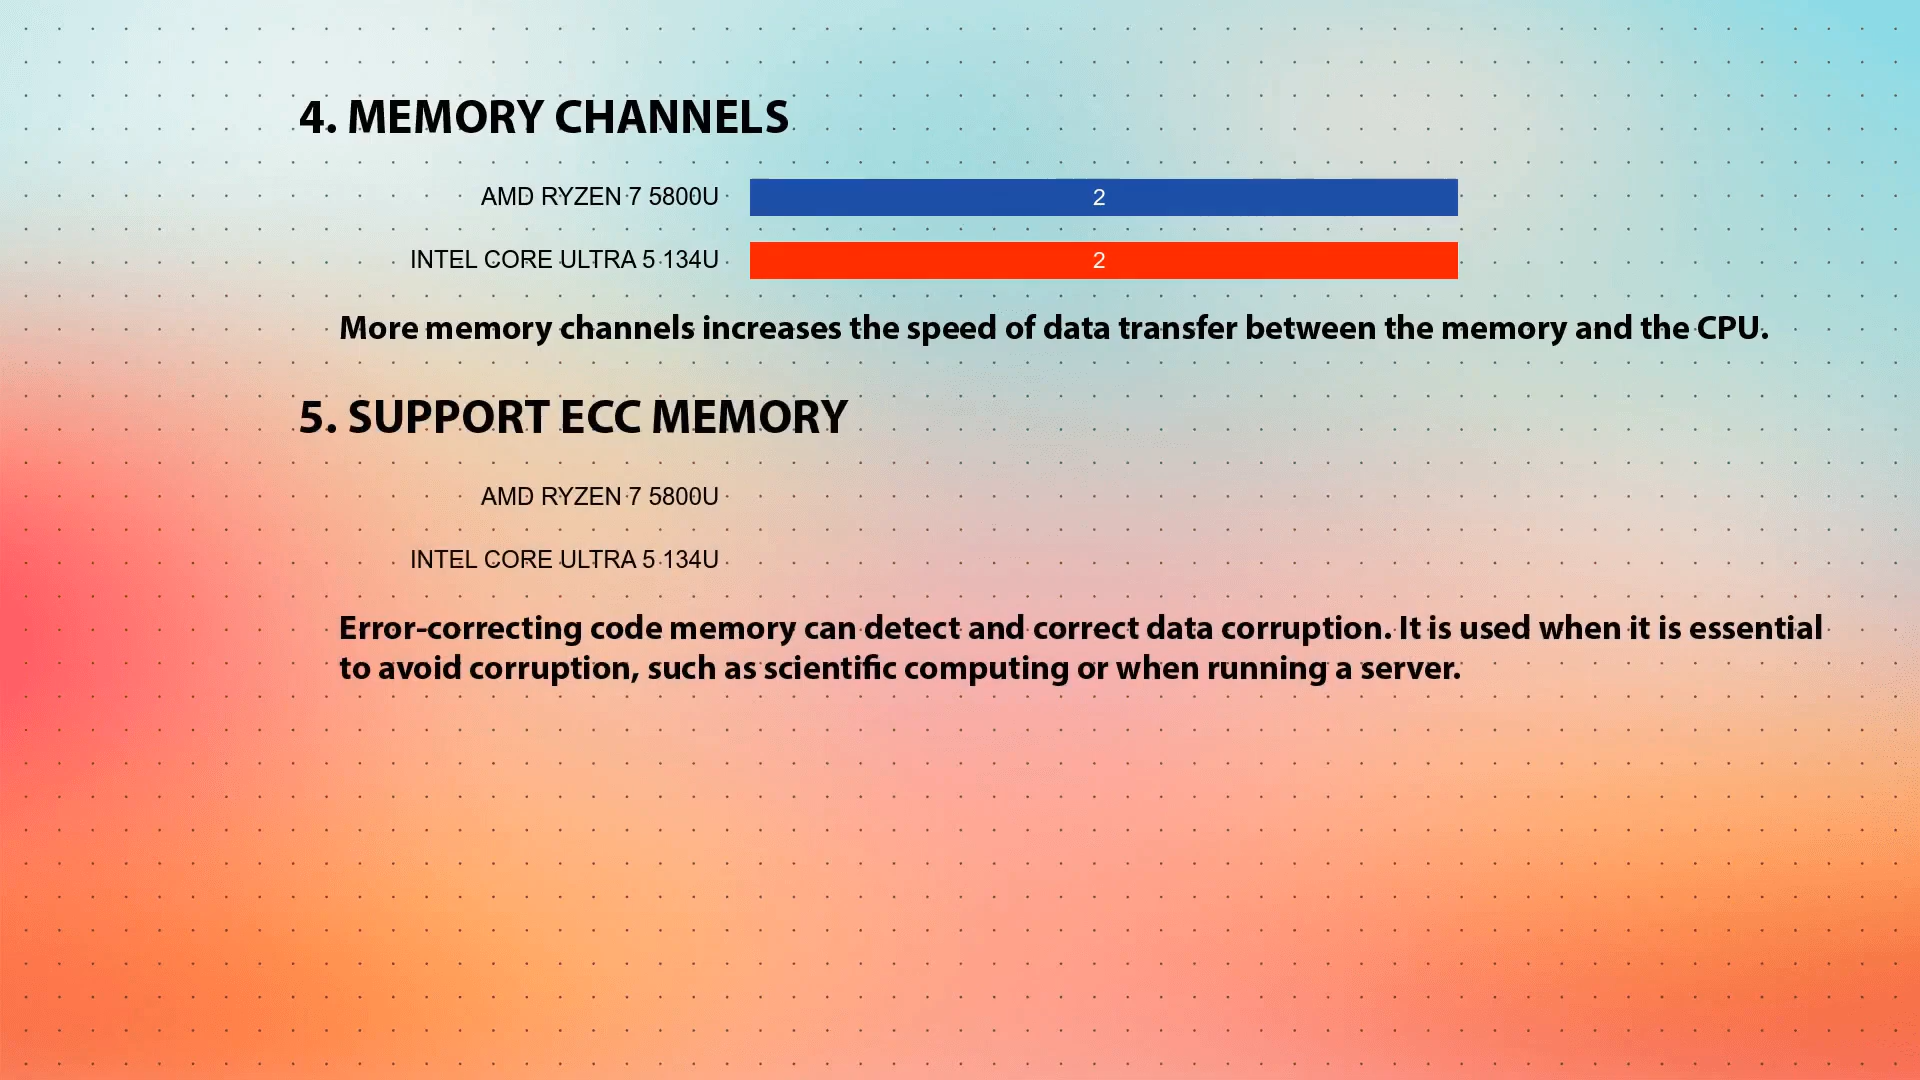 4. MEMORY CHANNELS
AMD RYZEN 7 5800U
2
INTEL CORE ULTRA 5 134U
2
More memory channels increases the speed of data transfer between the memory and the CPU.
5. SUPPORT ECC MEMORY
AMD RYZEN 7 5800U
INTEL CORE ULTRA 5 134U
Error-correcting code memory can detect and correct data corruption. It is used when it is essential
to avoid corruption, such as scientific computing or when running a server.